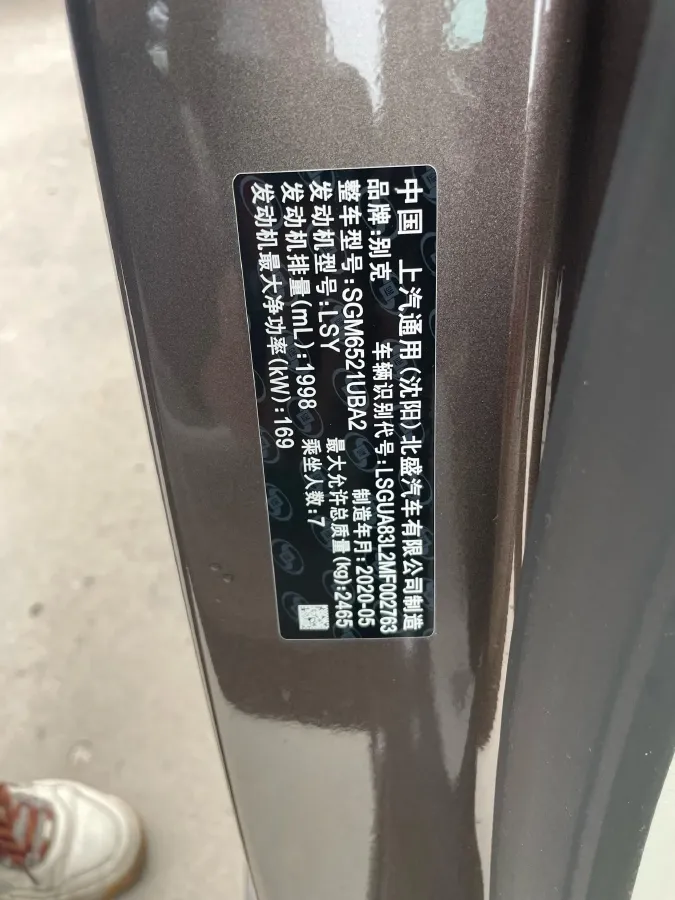 中国 上汽通用(沈阳)北盛汽车有限公司制造
品牌:别克 车辆识别代号:LSGUA83L2MF002763
整车型号:SGM6521UBA2 制造年月:2020-05
发动机型号:LSY 最大允许总质量(kg):2465
发动机排量(mL):1998 乘坐人数:7
发动机最大净功率(kW):169